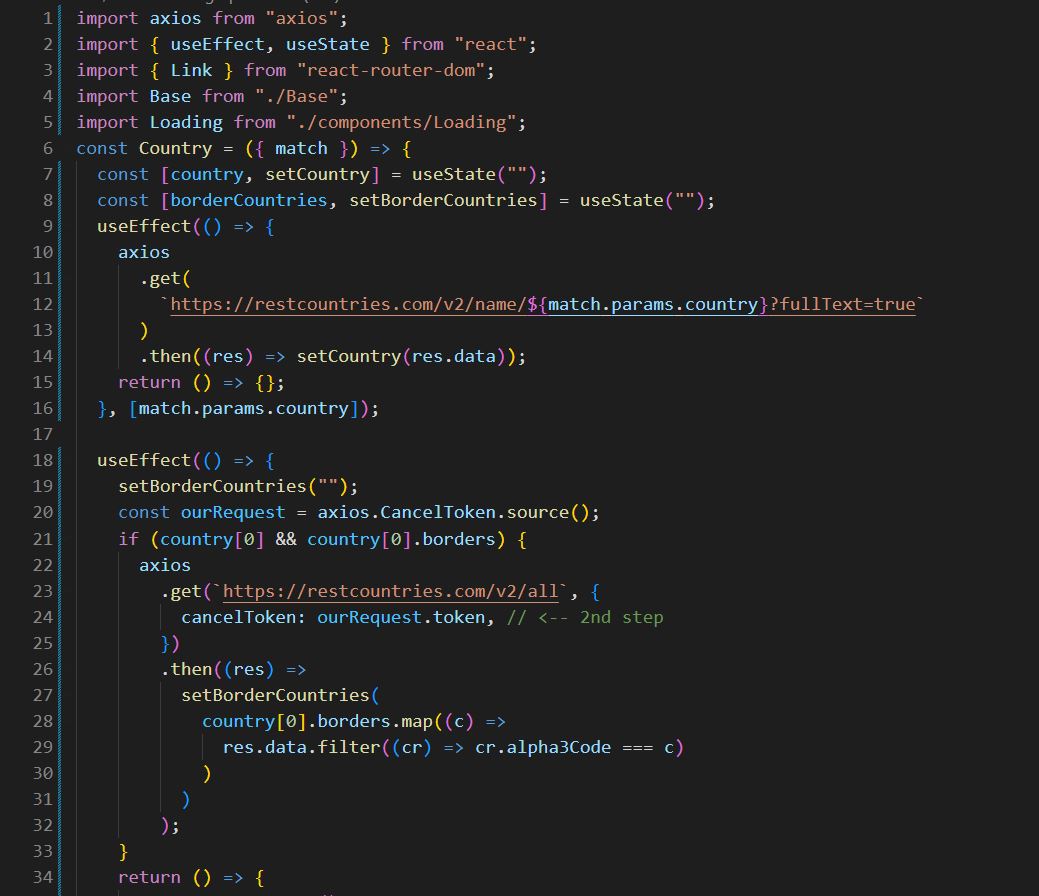 1 import axios from "axios";
2 import { useEffect, useState } from "react";
3 import { Link } from "react-router-dom";
4 import Base from "./Base";
5 import Loading from "./components/Loading";
6 const Country = ({ match }) => {
7 const [country, setCountry] = useState("");
8 const [borderCountries, setBorderCountries] = useState("");
9 useEffect(() => {
10 axios
11 .get(
12 `https://restcountries.com/v2/name/${match.params.country}?fullText=true`
13 )
14 .then((res) => setCountry(res.data));
15 return () => {};
16 }, [match.params.country]);
17
18 useEffect(() => {
19 setBorderCountries("");
20 const ourRequest = axios.CancelToken.source();
21 if (country[0] && country[0].borders) {
22 axios
23 .get(`https://restcountries.com/v2/all`, {
24 cancelToken: ourRequest.token, // <-- 2nd step
25 })
26 .then((res) =>
27 setBorderCountries(
28 country[0].borders.map((c) =>
29 res.data.filter((cr) => cr.alpha3Code === c)
30 )
31 )
32 );
33 }
34 return () => {